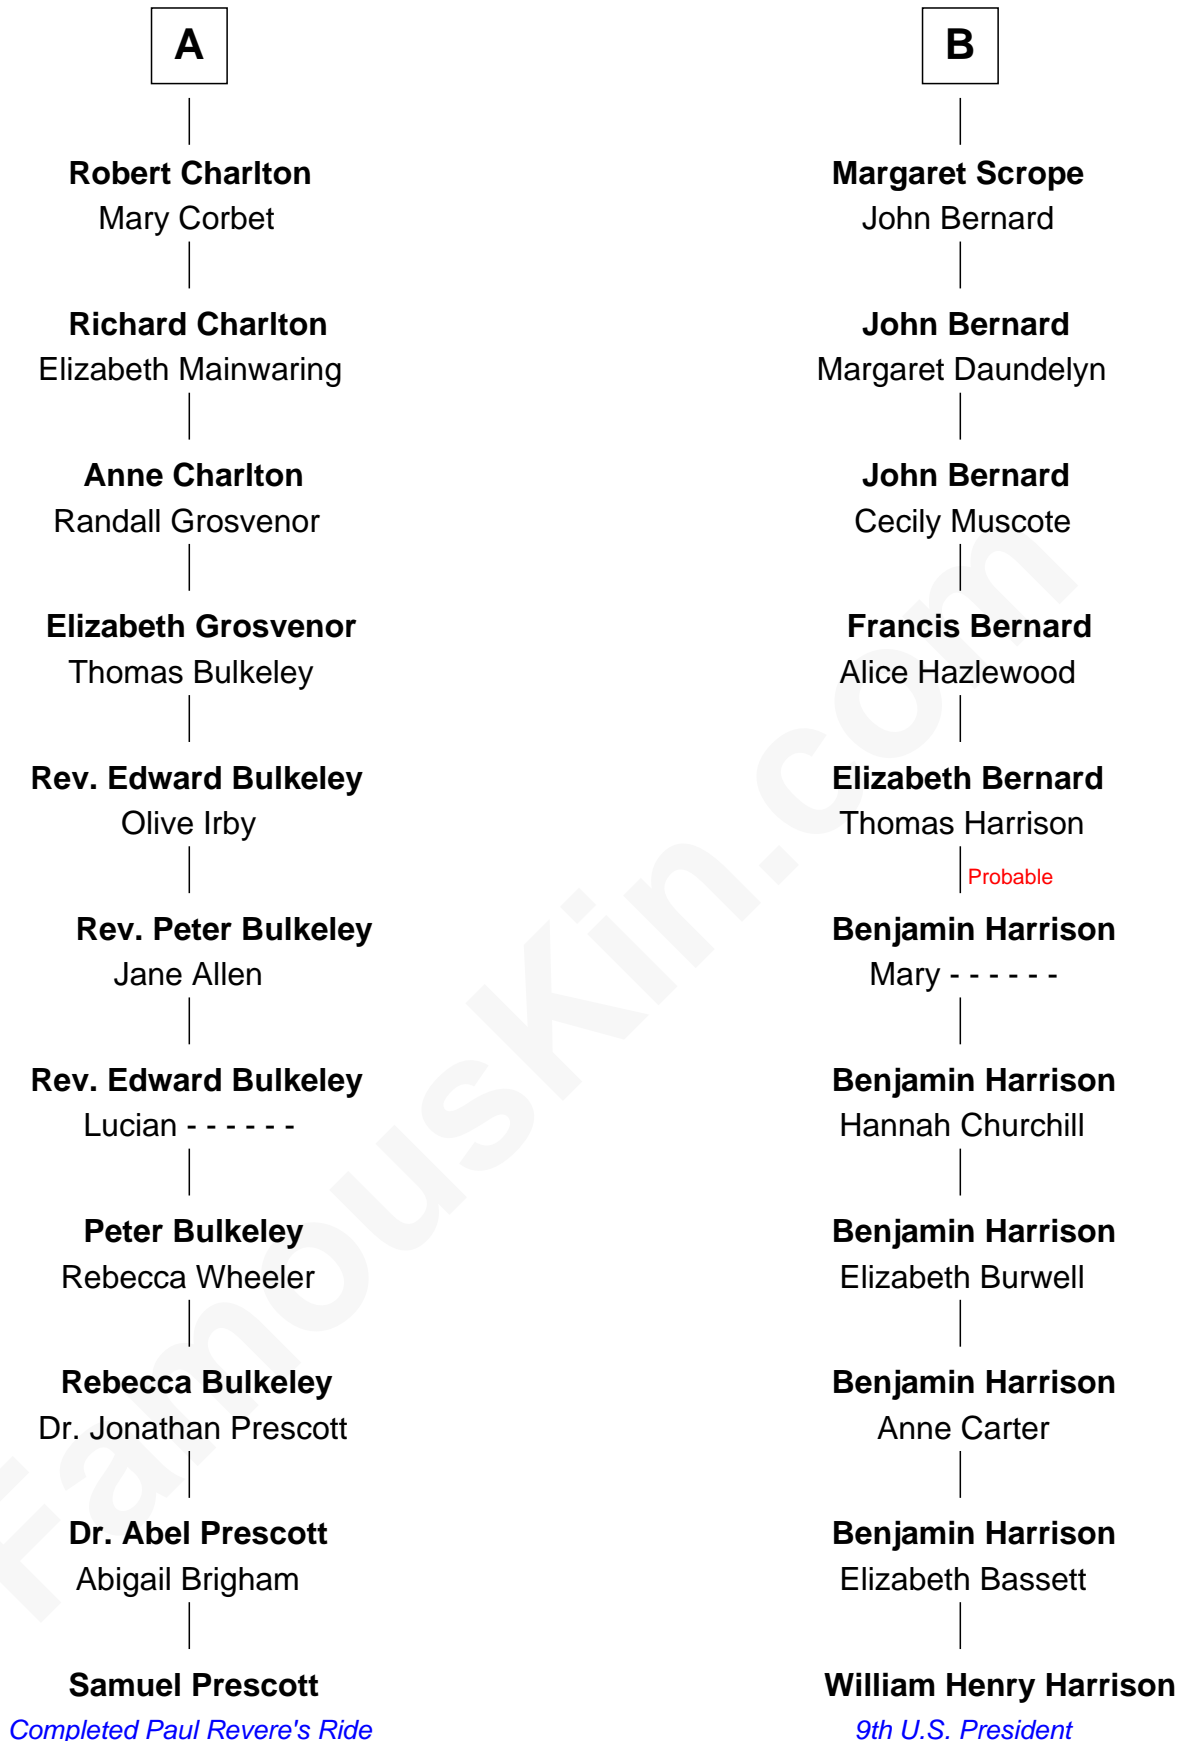 A
Robert Charlton
Mary Corbet
Richard Charlton
Elizabeth Mainwaring
Anne Charlton
Randall Grosvenor
Elizabeth Grosvenor
Thomas Bulkeley
Rev. Edward Bulkeley
Olive Irby
Rev. Peter Bulkeley
Jane Allen
Rev. Edward Bulkeley
Lucian - - - - - -
Peter Bulkeley
Rebecca Wheeler
Rebecca Bulkeley
Dr. Jonathan Prescott
Dr. Abel Prescott
Abigail Brigham
Samuel Prescott
Completed Paul Revere's Ride
B
Margaret Scrope
John Bernard
John Bernard
Margaret Daundelyn
John Bernard
Cecily Muscote
Francis Bernard
Alice Hazlewood
Elizabeth Bernard
Thomas Harrison
Probable
Benjamin Harrison
Mary - - - - - -
Benjamin Harrison
Hannah Churchill
Benjamin Harrison
Elizabeth Burwell
Benjamin Harrison
Anne Carter
Benjamin Harrison
Elizabeth Bassett
William Henry Harrison
9th U.S. President
FamousKin.com